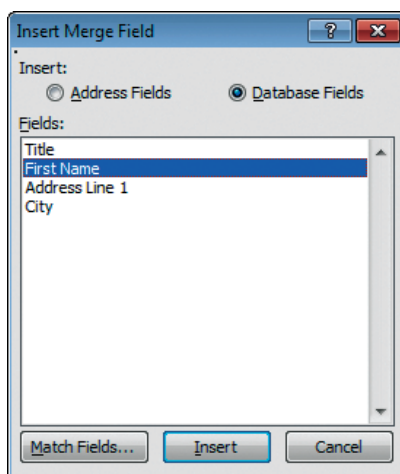 Insert Merge Field
Insert:
Address Fields Database Fields
Fields:
Title
First Name
Address Line 1
City
Match Fields... Insert Cancel